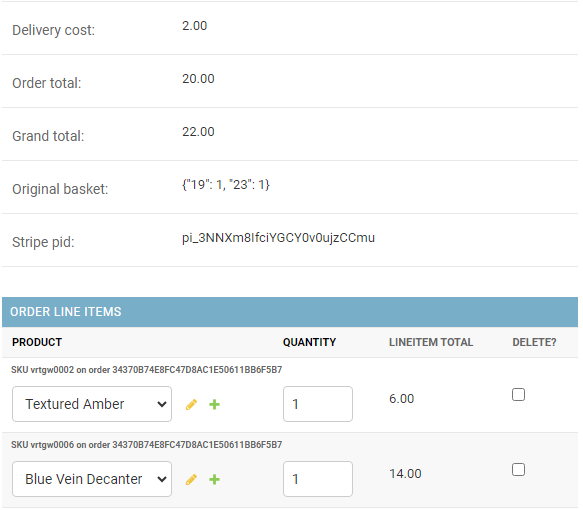 Delivery cost: 2.00
Order total: 20.00
Grand total: 22.00
Original basket: {"19": 1, "23": 1}
Stripe pid: pi_3NNXm8IfciYGCY0v0ujzCCmu
ORDER LINE ITEMS
PRODUCT QUANTITY LINEITEM TOTAL DELETE?
SKU vrtgw0002 on order 34370B74E8FC47D8AC1E50611BB6F5B7
Textured Amber 1 6.00
SKU vrtgw0006 on order 34370B74E8FC47D8AC1E50611BB6F5B7
Blue Vein Decanter 1 14.00